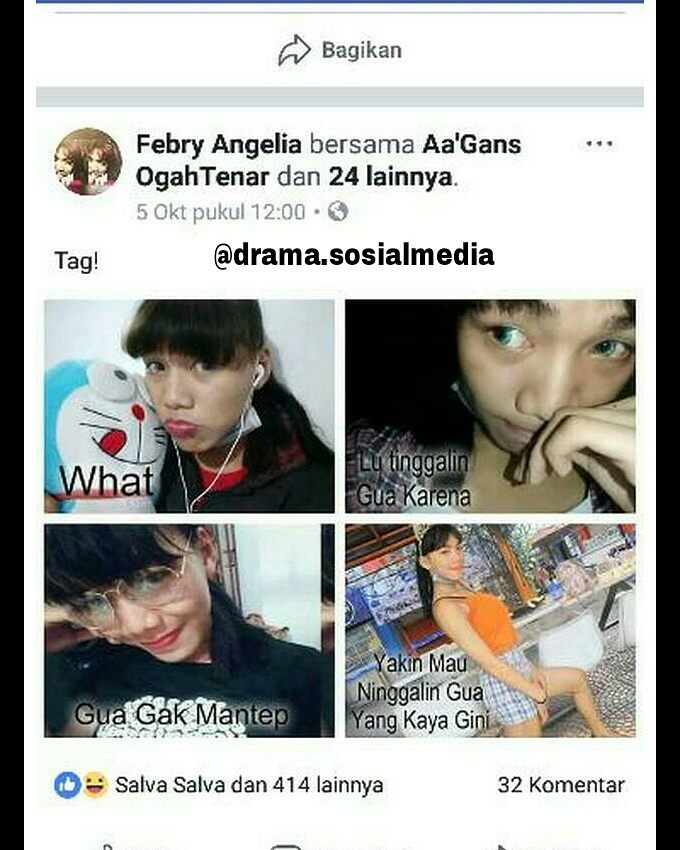 Bagikan
Febry Angelia bersama Aa'Gans
OgahTenar dan 24 lainnya.
5 Okt pukul 12:00
Tag!
@drama.sosialmedia
What
Lu tinggalin
Gua Karena
Gua Gak Mantep
Yakin Mau
Ninggalin Gua
Yang Kaya Gini
Salva Salva dan 414 lainnya
32 Komentar